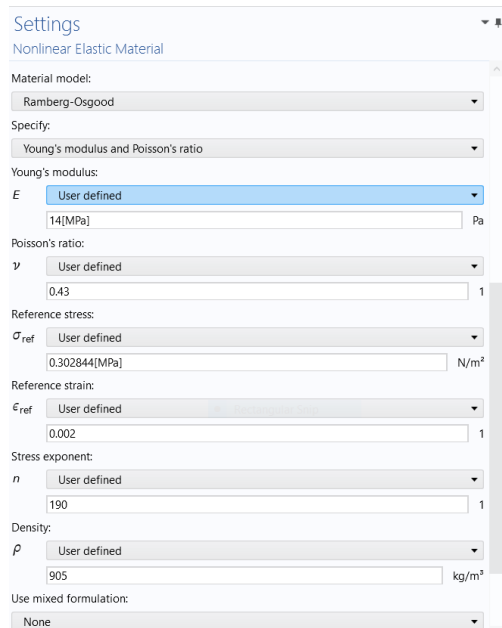 Settings
Nonlinear Elastic Material
Material model:
Ramberg-Osgood
Specify:
Young's modulus and Poisson's ratio
Young's modulus:
E User defined
14[MPa] Pa
Poisson's ratio:
ν User defined
0.43 1
Reference stress:
σref User defined
0.302844[MPa] N/m²
Reference strain:
ϵref User defined
0.002 1
Stress exponent:
n User defined
190 1
Density:
ρ User defined
905 kg/m³
Use mixed formulation:
None